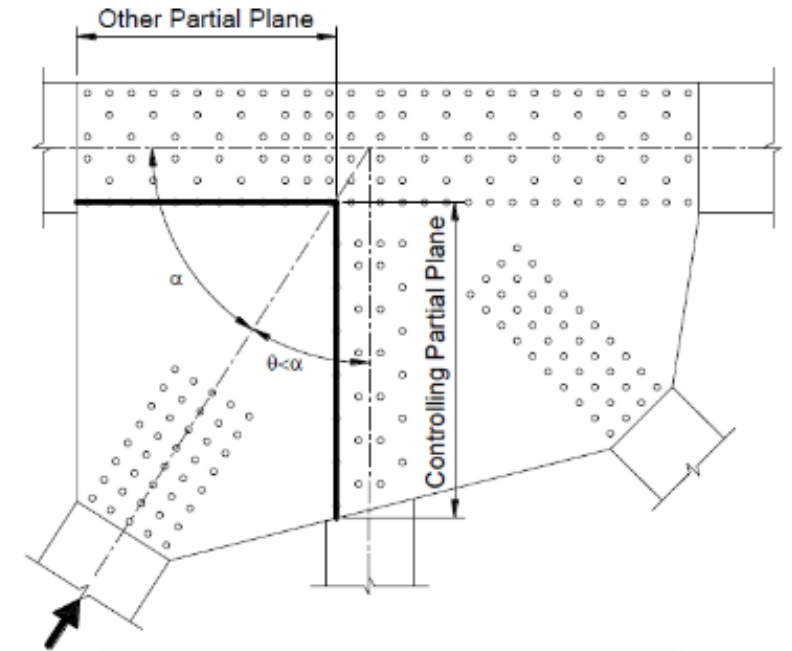 Other Partial Plane
α
θ<α
Controlling Partial Plane